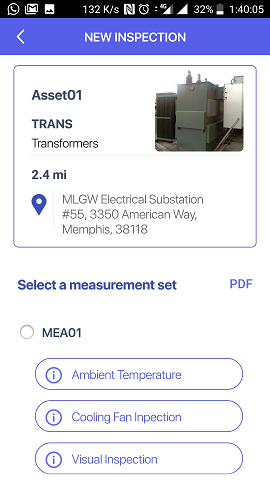 132 K/s 4G 32% 1:40:05
NEW INSPECTION
Asset01
TRANS
Transformers
2.4 mi
MLGW Electrical Substation
#55, 3350 American Way,
Memphis, 38118
Select a measurement set PDF
MEA01
Ambient Temperature
Cooling Fan Inpection
Visual Inspection